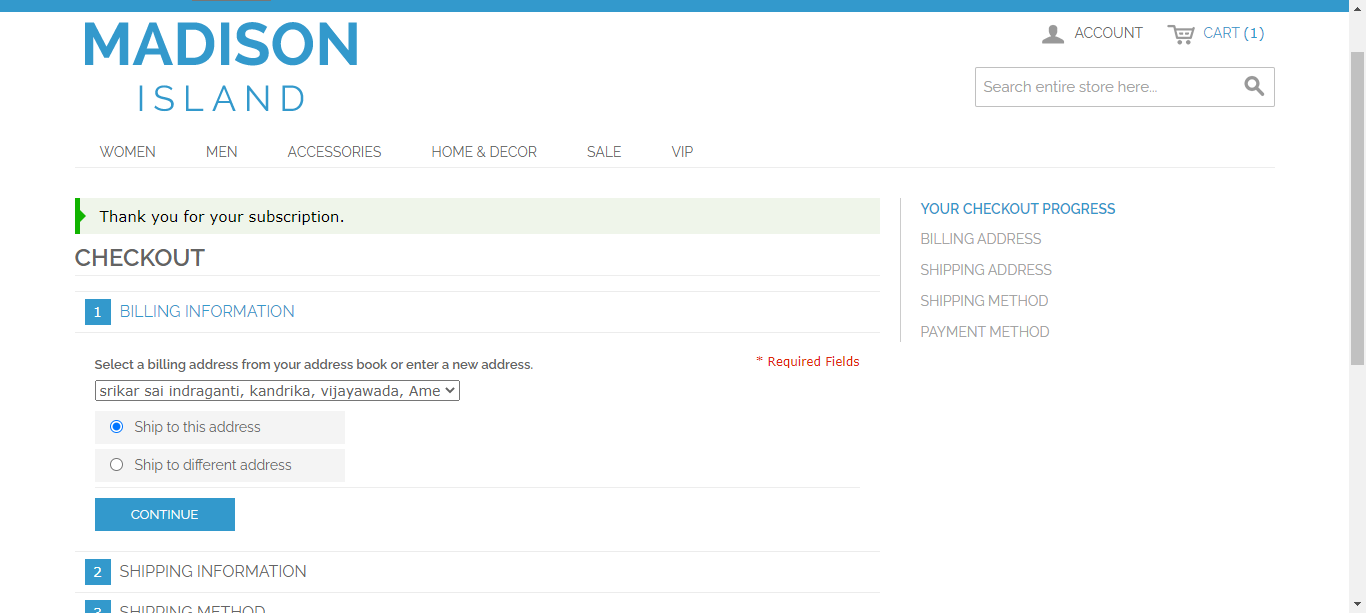 MADISON
ISLAND
ACCOUNT
CART (1)
Search entire store here...
WOMEN
MEN
ACCESSORIES
HOME & DECOR
SALE
VIP
Thank you for your subscription.
CHECKOUT
1 BILLING INFORMATION
Select a billing address from your address book or enter a new address.
* Required Fields
srikar sai indraganti, kandrika, vijayawada, Ame
Ship to this address
Ship to different address
CONTINUE
2 SHIPPING INFORMATION
3 SHIPPING METHOD
YOUR CHECKOUT PROGRESS
BILLING ADDRESS
SHIPPING ADDRESS
SHIPPING METHOD
PAYMENT METHOD